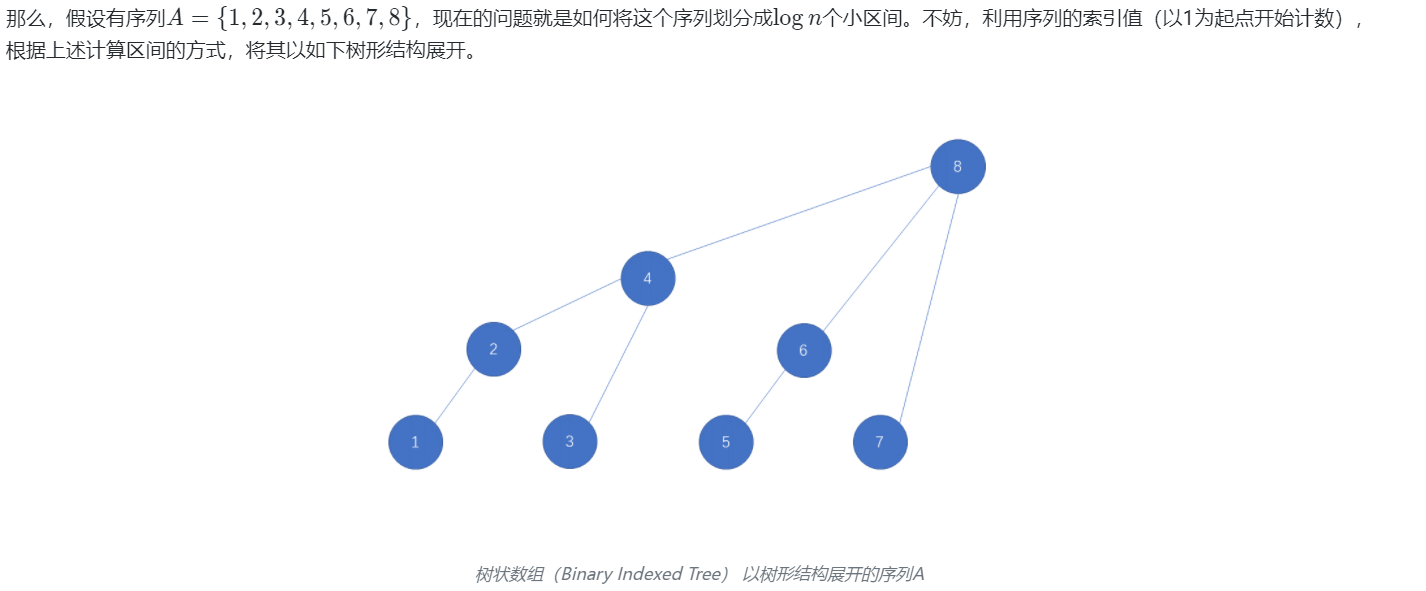 那么，假设有序列A = {1, 2, 3, 4, 5, 6, 7, 8}，现在的问题就是如何将这个序列划分成log n个小区间。不妨，利用序列的索引值（以1为起点开始计数），
根据上述计算区间的方式，将其以如下树形结构展开。
8
4
2
6
1
3
5
7
树状数组（Binary Indexed Tree） 以树形结构展开的序列A